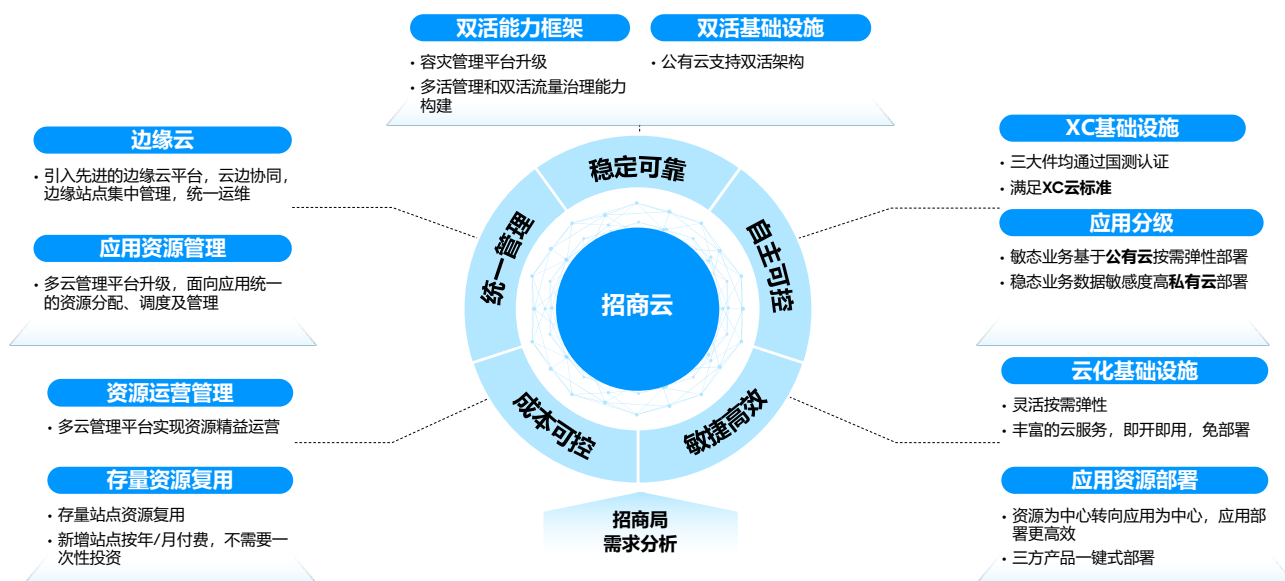 双活能力框架
· 容灾管理平台升级
· 多活管理和双活流量治理能力
构建
双活基础设施
· 公有云支持双活架构
边缘云
· 引入先进的边缘云平台，云边协同，
边缘站点集中管理，统一运维
应用资源管理
· 多云管理平台升级，面向应用统一
的资源分配、调度及管理
资源运营管理
· 多云管理平台实现资源精益运营
存量资源复用
· 存量站点资源复用
· 新增站点按年/月付费，不需要一
次性投资
稳定可靠
统一管理
自主可控
招商云
成本可控
敏捷高效
招商局
需求分析
XC基础设施
· 三大件均通过国测认证
· 满足XC云标准
应用分级
· 敏态业务基于公有云按需弹性部署
· 稳态业务数据敏感度高私有云部署
云化基础设施
· 灵活按需弹性
· 丰富的云服务，即开即用，免部署
应用资源部署
· 资源为中心转向应用为中心，应用部
署更高效
· 三方产品一键式部署